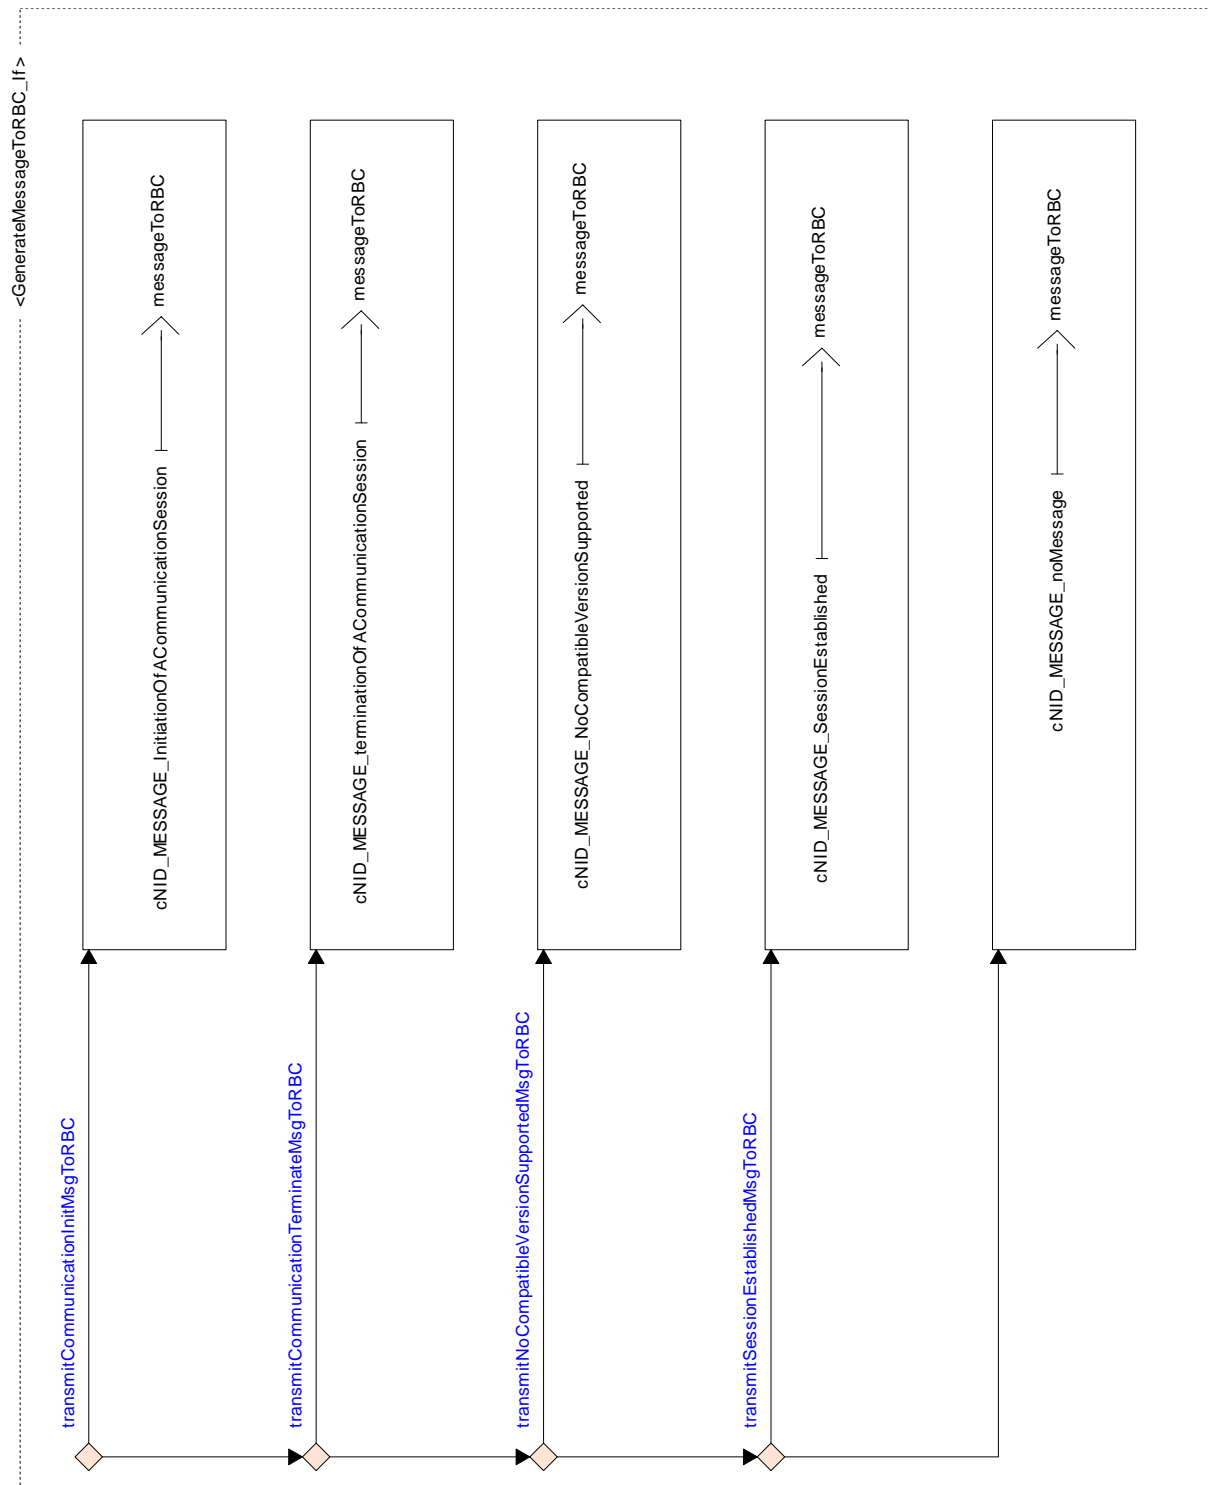 <GenerateMessageToRBC_If>
transmitCommunicationInitMsgToRBC
cNID_MESSAGE_InitiationOfACommunicationSession
messageToRBC
transmitCommunicationTerminateMsgToRBC
cNID_MESSAGE_terminationOfACommunicationSession
messageToRBC
transmitNoCompatibleVersionSupportedMsgToRBC
cNID_MESSAGE_NoCompatibleVersionSupported
messageToRBC
transmitSessionEstablishedMsgToRBC
cNID_MESSAGE_SessionEstablished
messageToRBC
cNID_MESSAGE_noMessage
messageToRBC